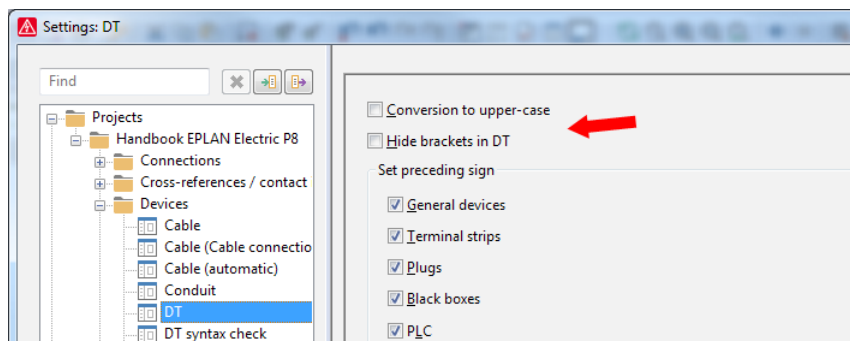 Settings: DT
Find
Projects
Handbook EPLAN Electric P8
Connections
Cross-references / contact
Devices
Cable
Cable (Cable connectio
Cable (automatic)
Conduit
DT
DT syntax check
Conversion to upper-case
Hide brackets in DT
Set preceding sign
General devices
Terminal strips
Plugs
Black boxes
PLC